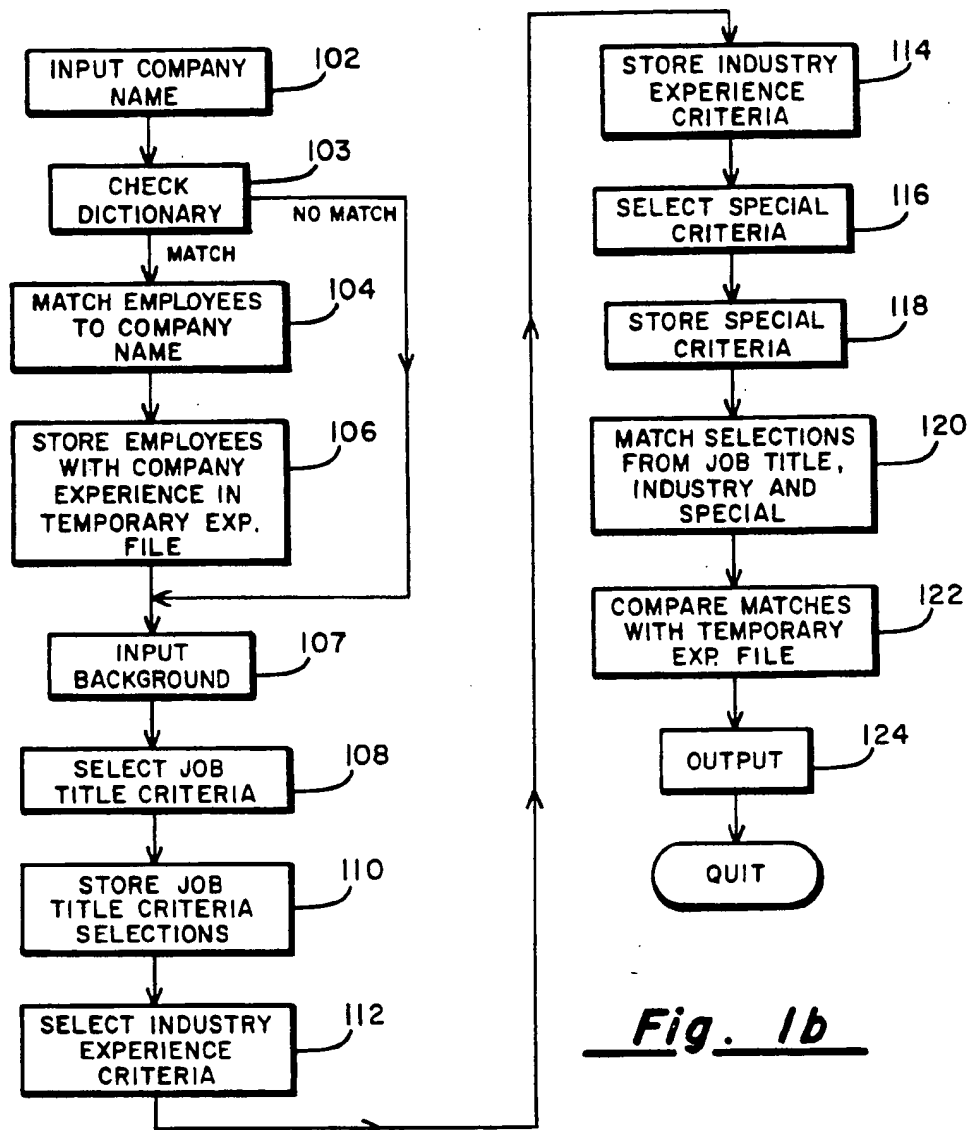 INPUT COMPANY
NAME
102
CHECK
DICTIONARY
103
NO MATCH
MATCH
MATCH EMPLOYEES
TO COMPANY
NAME
104
STORE EMPLOYEES
WITH COMPANY
EXPERIENCE IN
TEMPORARY EXP.
FILE
106
INPUT
BACKGROUND
107
SELECT JOB
TITLE CRITERIA
108
STORE JOB
TITLE CRITERIA
SELECTIONS
110
SELECT INDUSTRY
EXPERIENCE
CRITERIA
112
STORE INDUSTRY
EXPERIENCE
CRITERIA
114
SELECT SPECIAL
CRITERIA
116
STORE SPECIAL
CRITERIA
118
MATCH SELECTIONS
FROM JOB TITLE,
INDUSTRY AND
SPECIAL
120
COMPARE MATCHES
WITH TEMPORARY
EXP. FILE
122
OUTPUT
124
QUIT
Fig. 1b